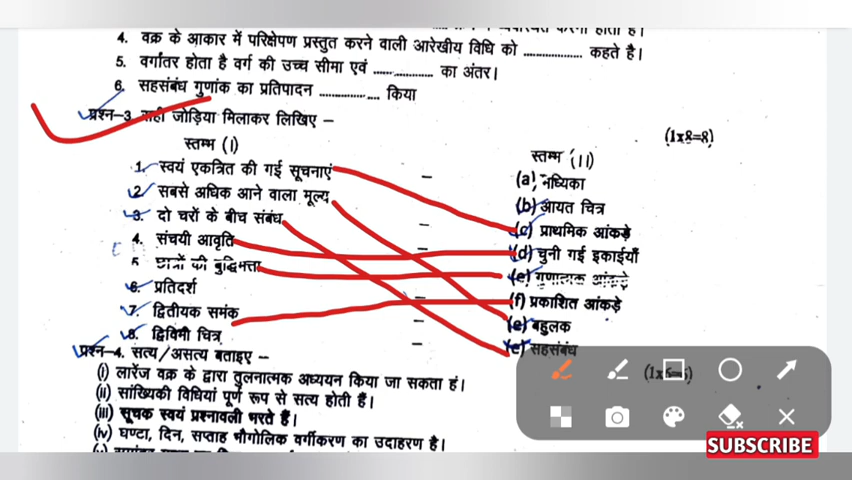 4. वक्र के आकार में परिक्षेपण प्रस्तुत करने वाली आरेखीय विधि को .................. कहते है।
5. वर्गांतर होता है वर्ग की उच्च सीमा एवं .................. का अंतर।
6. सहसंबंध गुणांक का प्रतिपादन .................. किया
प्रश्न-3 सही जोड़िया मिलाकर लिखिए – (1x8=8)
स्तम्भ (I) स्तम्भ (II)
1. स्वयं एकत्रित की गई सूचनाएं – (a) मध्यिका
2. सबसे अधिक आने वाला मूल्य (b) आयत चित्र
3. दो चरों के बीच संबंध – (c) प्राथमिक आंकड़े
4. संचयी आवृति – (d) चुनी गई इकाईयाँ
5 छात्रों की बुद्धिमत्ता (e) गुणात्मक आंकड़े
6. प्रतिदर्श – (f) प्रकाशित आंकड़े
7. द्वितीयक समंक – (e) बहुलक
8. द्विविमी चित्र – (e) सहसंबंध
प्रश्न-4. सत्य/असत्य बताइए –
(i) लारेंज वक्र के द्वारा तुलनात्मक अध्ययन किया जा सकता हं।
(ii) सांख्यिकी विधियां पूर्ण रूप से सत्य होती हैं।
(iii) सूचक स्वयं प्रश्नावली भरते हैं।
(iv) घण्टा, दिन, सप्ताह भौगोलिक वर्गीकरण का उदाहरण है।
SUBSCRIBE